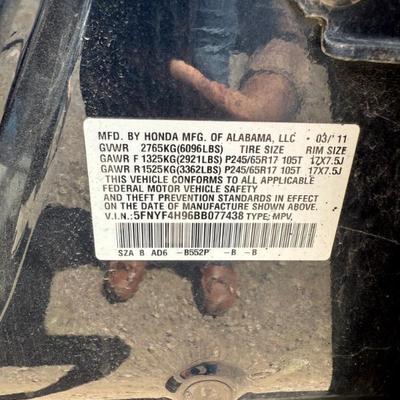 MFD. BY HONDA MFG. OF ALABAMA, LLC 03/11
GVWR 2765KG(6096LBS) TIRE SIZE RIM SIZE
GAWR F 1325KG(2921LBS) P245/65R17 105T 17X7.5J
GAWR R 1525KG(3362LBS) P245/65R17 105T 17X7.5J
THIS VEHICLE CONFORMS TO ALL APPLICABLE
FEDERAL MOTOR VEHICLE SAFETY
AND THEFT PREVENTION STANDARDS IN EFFECT
ON THE DATE OF MANUFACTURE SHOWN ABOVE.
V.I.N.: 5FNYF4H96BB077438 TYPE: MPV
SZA B AD6 -B552P -B -B